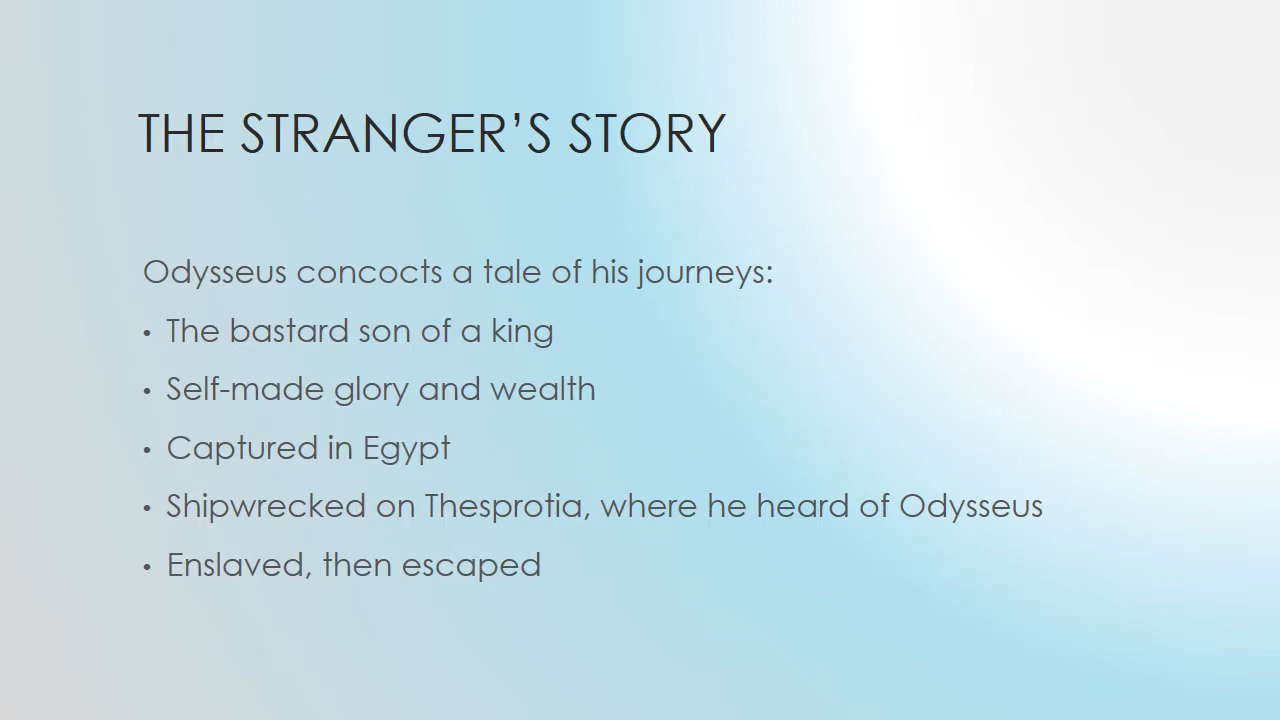 THE STRANGER’S STORY
Odysseus concocts a tale of his journeys:
• The bastard son of a king
• Self-made glory and wealth
• Captured in Egypt
• Shipwrecked on Thesprotia, where he heard of Odysseus
• Enslaved, then escaped